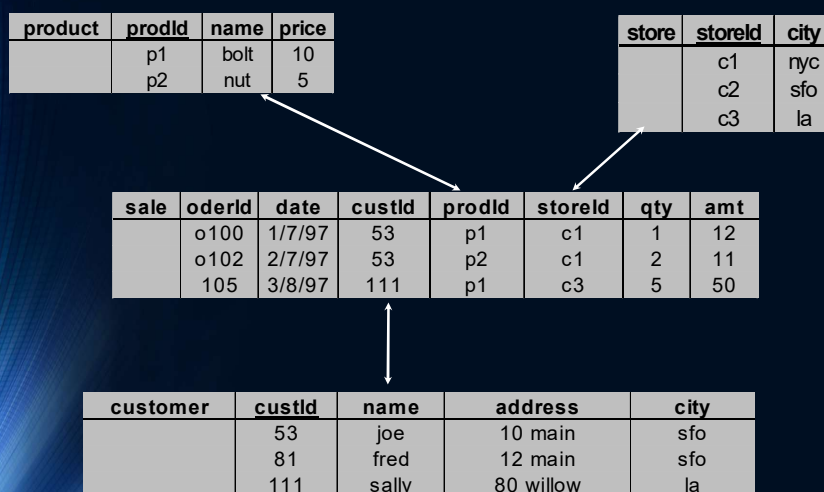 product prodId name price
p1 bolt 10
p2 nut 5
store storeId city
c1 nyc
c2 sfo
c3 la
sale oderId date custId prodId storeId qty amt
o100 1/7/97 53 p1 c1 1 12
o102 2/7/97 53 p2 c1 2 11
105 3/8/97 111 p1 c3 5 50
customer custId name address city
53 joe 10 main sfo
81 fred 12 main sfo
111 sally 80 willow la